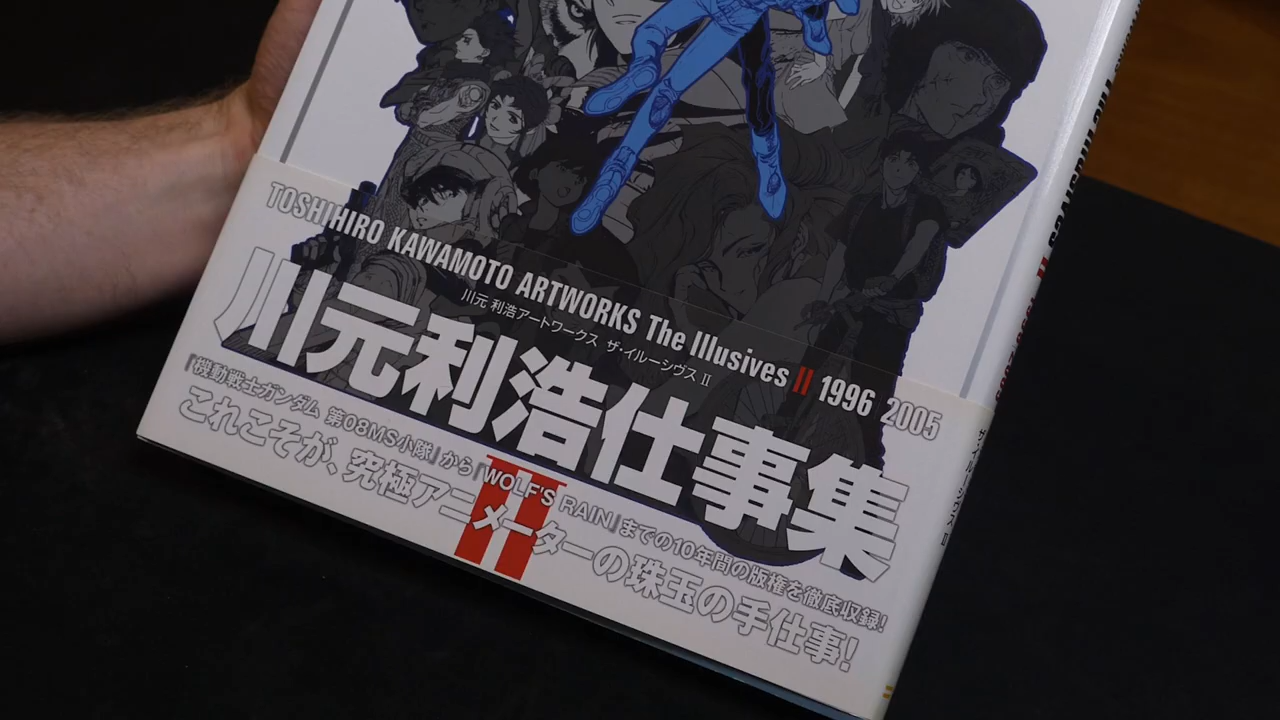 TOSHIHIRO KAWAMOTO ARTWORKS The Illusives II 1996 2005
川元 利浩アートワークス ザ・イルーシヴス II
川元利浩仕事集
II
『機動戦士ガンダム 第08MS小隊』から『WOLF'S RAIN』までの10年間の版権を徹底収録!
これこそが、究極アニメーターの珠玉の手仕事!